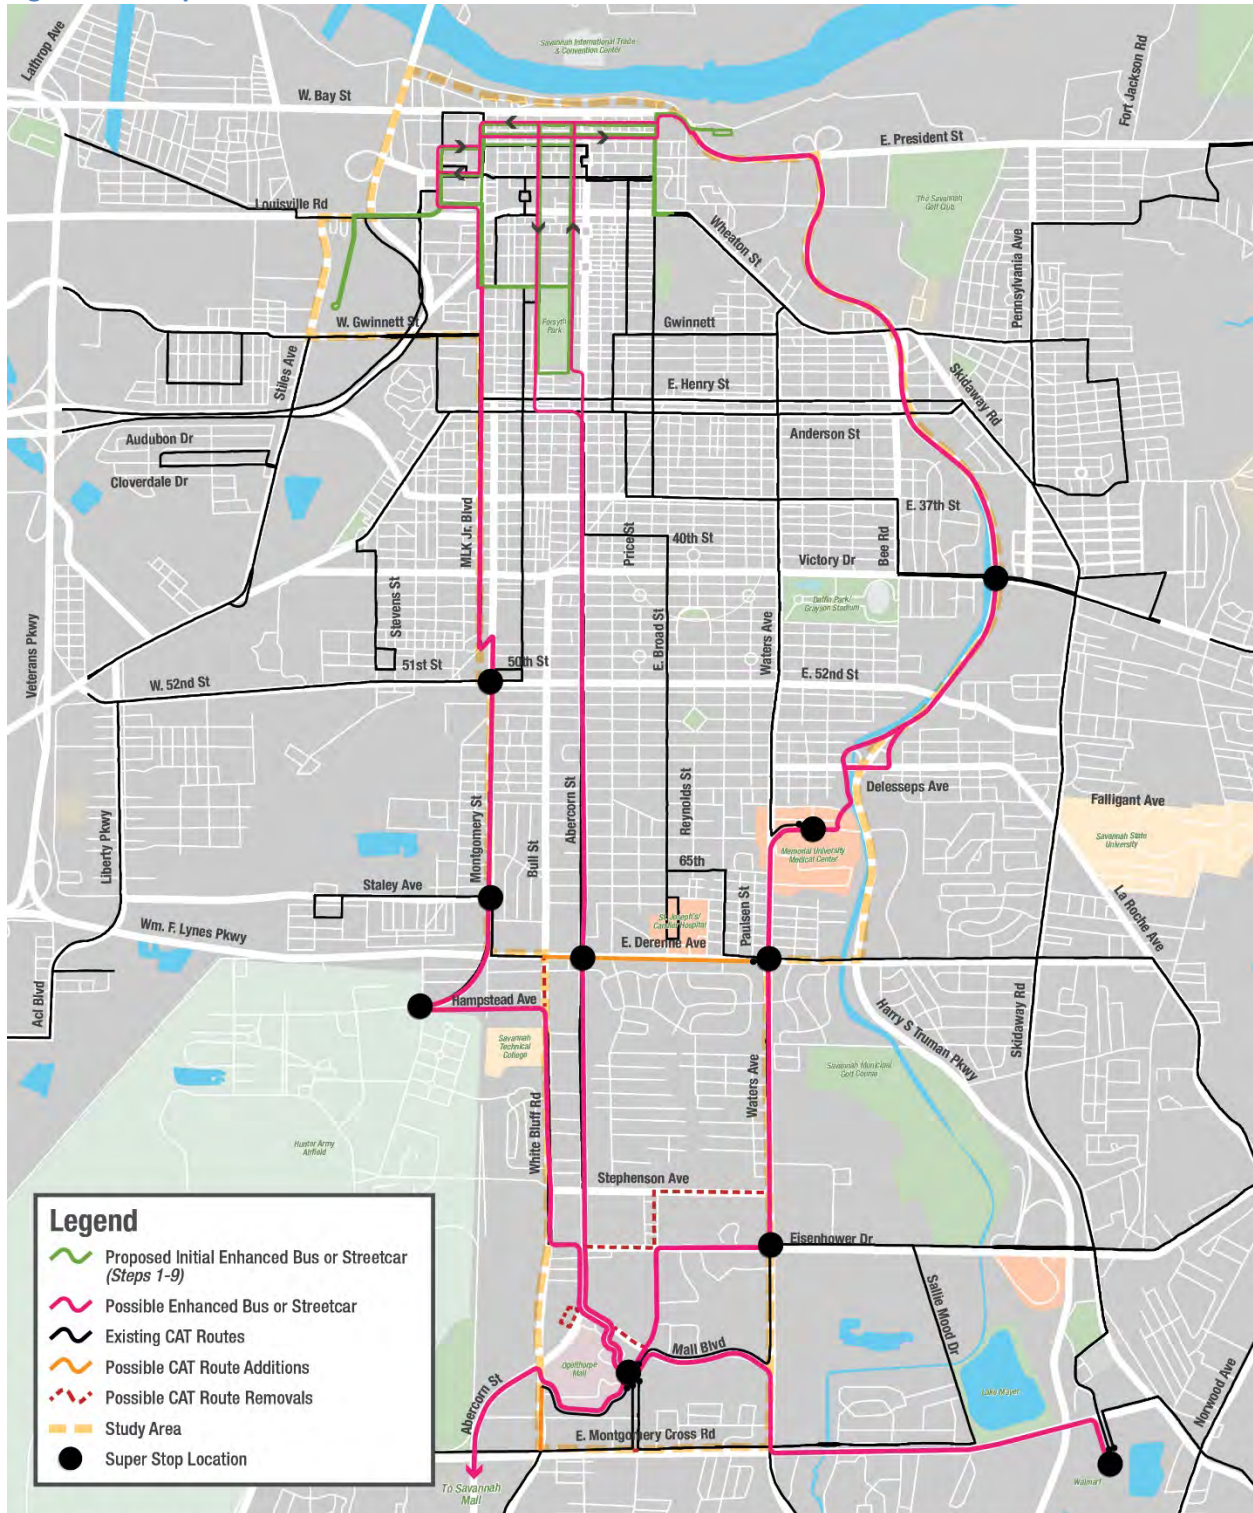 Savannah International Trade
& Convention Center
Lathrop Ave
Fort Jackson Rd
W. Bay St
E. President St
The Savannah
Golf Club
Louisville Rd
Wheaton St
Pennsylvania Ave
W. Gwinnett St
Forsyth
Park
Gwinnett
Stiles Ave
E. Henry St
Skidaway Rd
Audubon Dr
Anderson St
Cloverdale Dr
MLK Jr. Blvd
E. 37th St
Price St
40th St
Bee Rd
Victory Dr
Daffin Park/
Grayson Stadium
Stevens St
E. Broad St
Waters Ave
Veterans Pkwy
51st St
50th St
W. 52nd St
E. 52nd St
Delesseps Ave
Falligant Ave
Savannah State
University
Liberty Pkwy
Montgomery St
Bull St
Abercorn St
Reynolds St
Memorial University
Medical Center
65th
Staley Ave
Paulsen St
La Roche Ave
St. Joseph's/
Candler Hospital
Wm. F. Lynes Pkwy
E. Derenne Ave
Acl Blvd
Hampstead Ave
Harry S Truman Pkwy
Skidaway Rd
Savannah
Technical
College
Savannah Municipal
Golf Course
Waters Ave
White Bluff Rd
Hunter Army
Airfield
Stephenson Ave
Eisenhower Dr
Sallie Mood Dr
Mall Blvd
Oglethorpe
Mall
Lake Mayer
Norwood Ave
Abercorn St
E. Montgomery Cross Rd
Walmart
To Savannah
Mall
Legend
Proposed Initial Enhanced Bus or Streetcar
(Steps 1-9)
Possible Enhanced Bus or Streetcar
Existing CAT Routes
Possible CAT Route Additions
Possible CAT Route Removals
Study Area
Super Stop Location